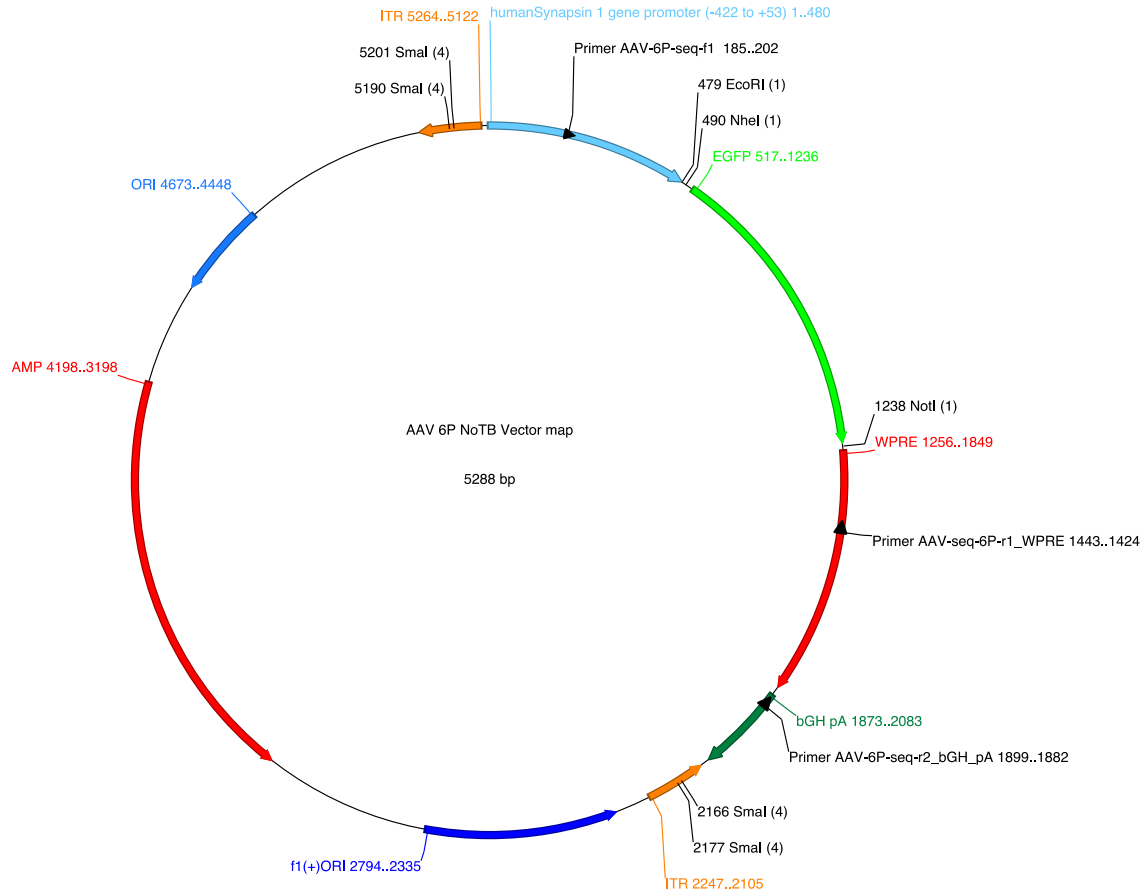 humanSynapsin 1 gene promoter (-422 to +53) 1..480
ITR 5264..5122
Primer AAV-6P-seq-f1  185..202
5201 SmaI (4)
5190 SmaI (4)
479 EcoRI (1)
490 NheI (1)
EGFP 517..1236
ORI 4673..4448
AMP 4198..3198
1238 NotI (1)
AAV 6P NoTB Vector map
WPRE 1256..1849
5288 bp
Primer AAV-seq-6P-r1_WPRE 1443..1424
bGH pA 1873..2083
Primer AAV-6P-seq-r2_bGH_pA 1899..1882
2166 SmaI (4)
2177 SmaI (4)
f1(+)ORI 2794..2335
ITR 2247..2105